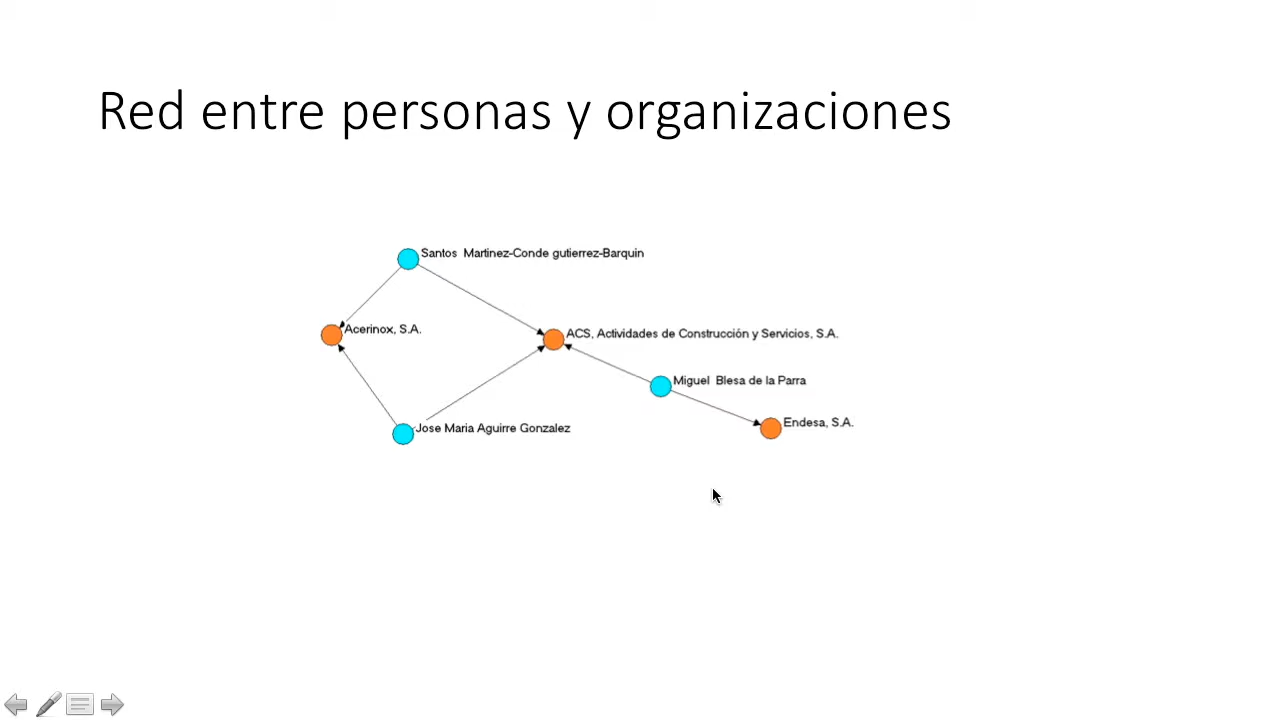 Red entre personas y organizaciones
Santos  Martinez-Conde gutierrez-Barquin
Acerinox, S.A.
ACS, Actividades de Construcción y Servicios, S.A.
Miguel  Blesa de la Parra
Endesa, S.A.
Jose Maria Aguirre Gonzalez